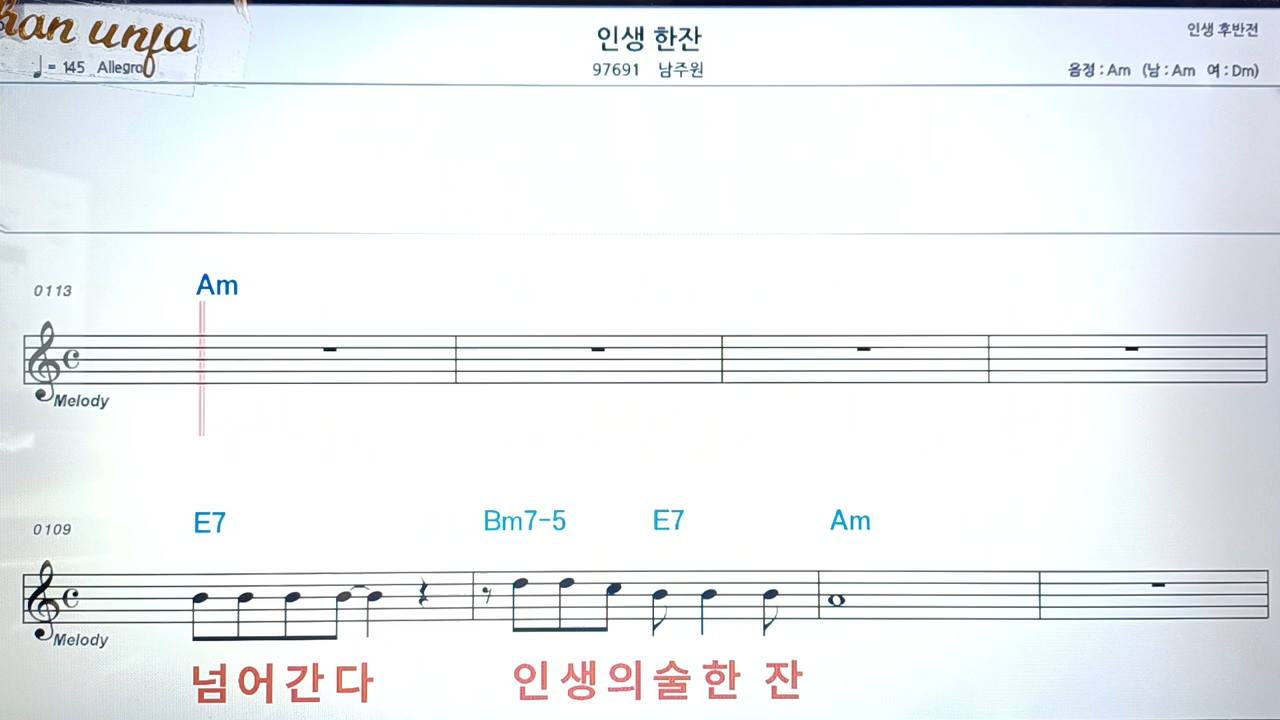 han unja
인생 한잔
인생 후반전
♩= 145 Allegro
97691 남주원
음정 : Am (남 : Am 여 : Dm)
0113
Am
Melody
0109
E7 Bm7-5 E7 Am
Melody
넘어간다 인생의술한 잔